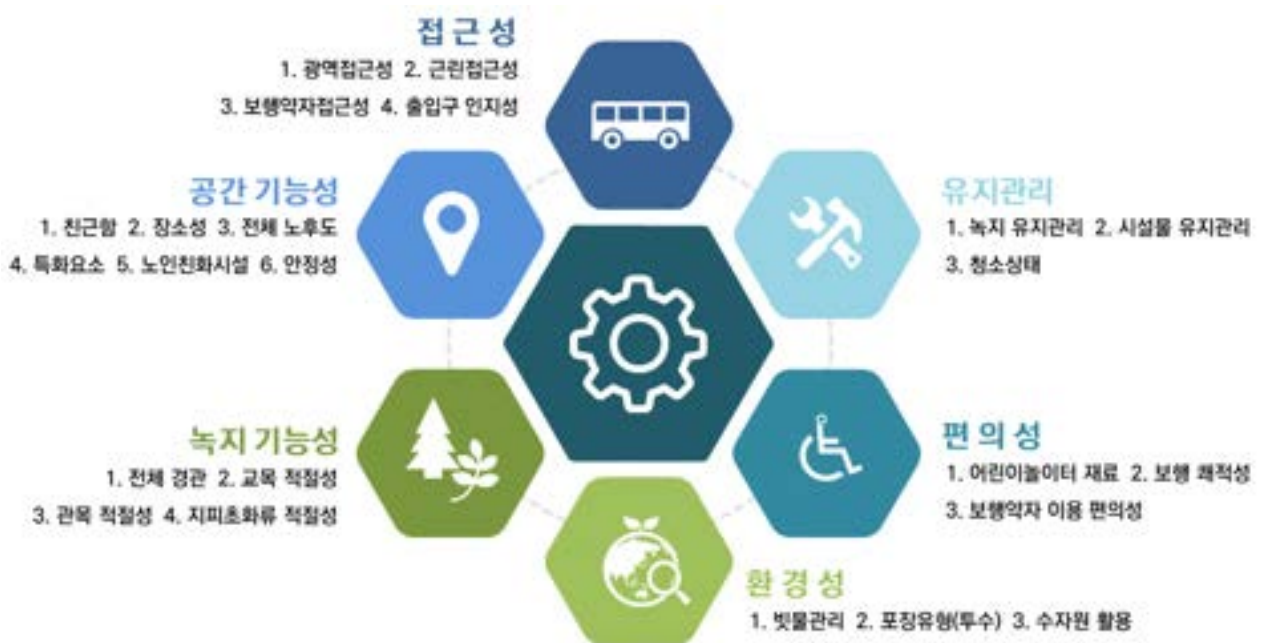 접근성
1. 광역접근성 2. 근린접근성
3. 보행약자접근성 4. 출입구 인지성
공간 기능성
1. 친근함 2. 장소성 3. 전체 노후도
4. 특화요소 5. 노인친화시설 6. 안정성
유지관리
1. 녹지 유지관리 2. 시설물 유지관리
3. 청소상태
녹지 기능성
1. 전체 경관 2. 교목 적절성
3. 관목 적절성 4. 지피초화류 적절성
편의성
1. 어린이놀이터 재료 2. 보행 쾌적성
3. 보행약자 이용 편의성
환경성
1. 빗물관리 2. 포장유형(투수) 3. 수자원 활용